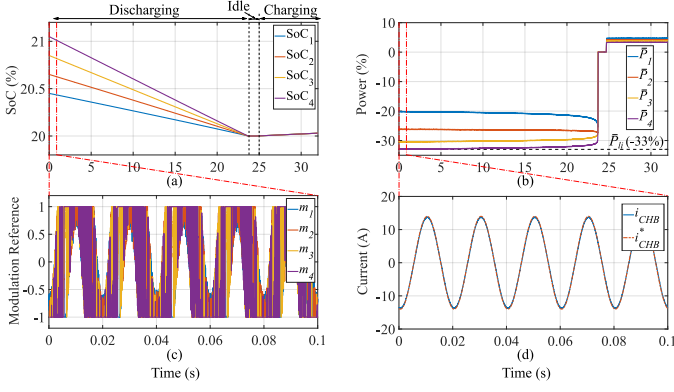 Discharging
Idle
Charging
21
20.5
20
SoC (%)
SoC1
SoC2
SoC3
SoC4
0 5 10 15 20 25 30
(a)
10
0
-10
-20
-30
Power (%)
P̄1
P̄2
P̄3
P̄4
P̄li (-33%)
0 5 10 15 20 25 30
(b)
1
0.5
0
-0.5
-1
Modulation Reference
m1
m2
m3
m4
0 0.02 0.04 0.06 0.08 0.1
(c)
Time (s)
20
10
0
-10
-20
Current (A)
iCHB
i*CHB
0 0.02 0.04 0.06 0.08 0.1
(d)
Time (s)